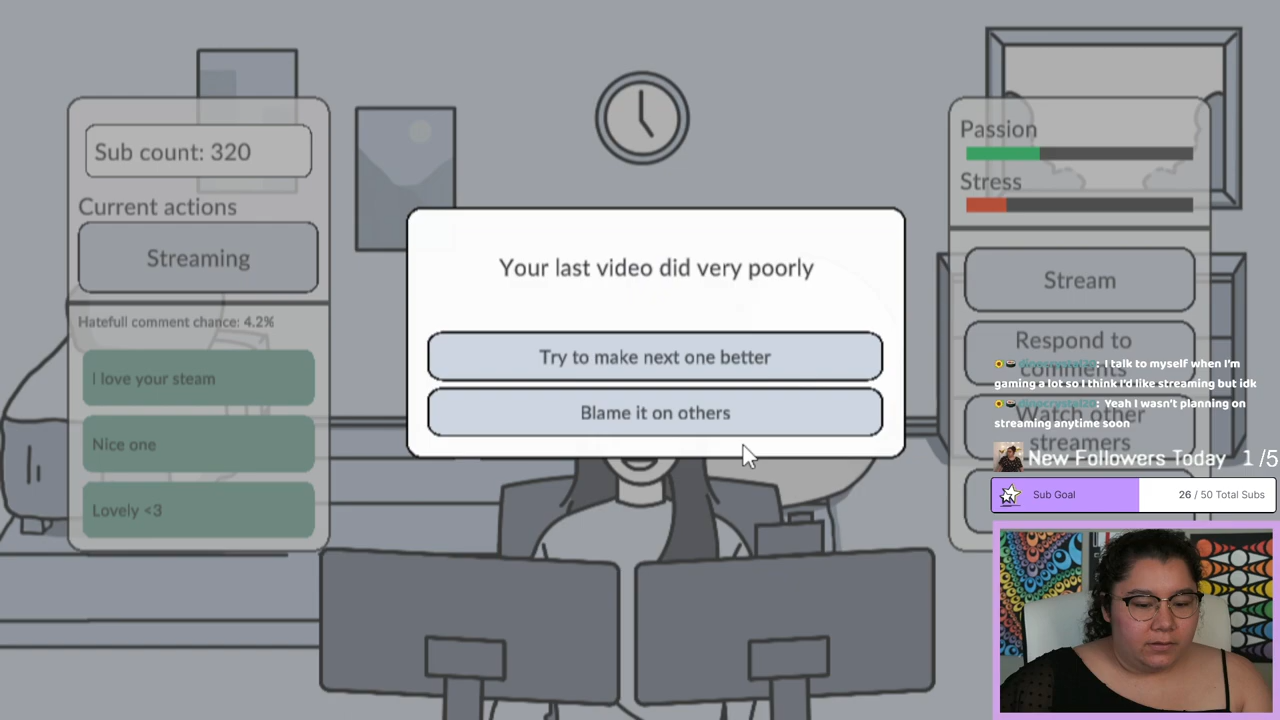 Sub count: 320
Current actions
Streaming
Hatefull comment chance: 4.2%
I love your steam
Nice one
Lovely <3
Your last video did very poorly
Try to make next one better
Blame it on others
Passion
Stress
Stream
Respond to
comments
Watch other
streamers
: I talk to myself when I'm
gaming a lot so I think I'd like streaming but idk
: Yeah I wasn't planning on
streaming anytime soon
New Followers Today 1 /5
Sub Goal
26 / 50 Total Subs